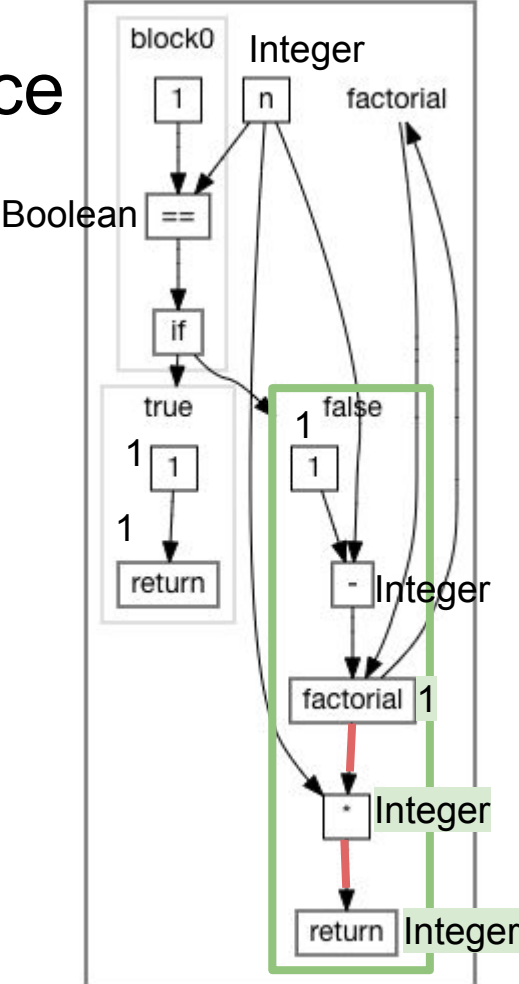 ce
block0
Integer
1
n
factorial
Boolean
==
if
true
false
1
1
1
1
1
return
-
Integer
factorial
1
*
Integer
return
Integer